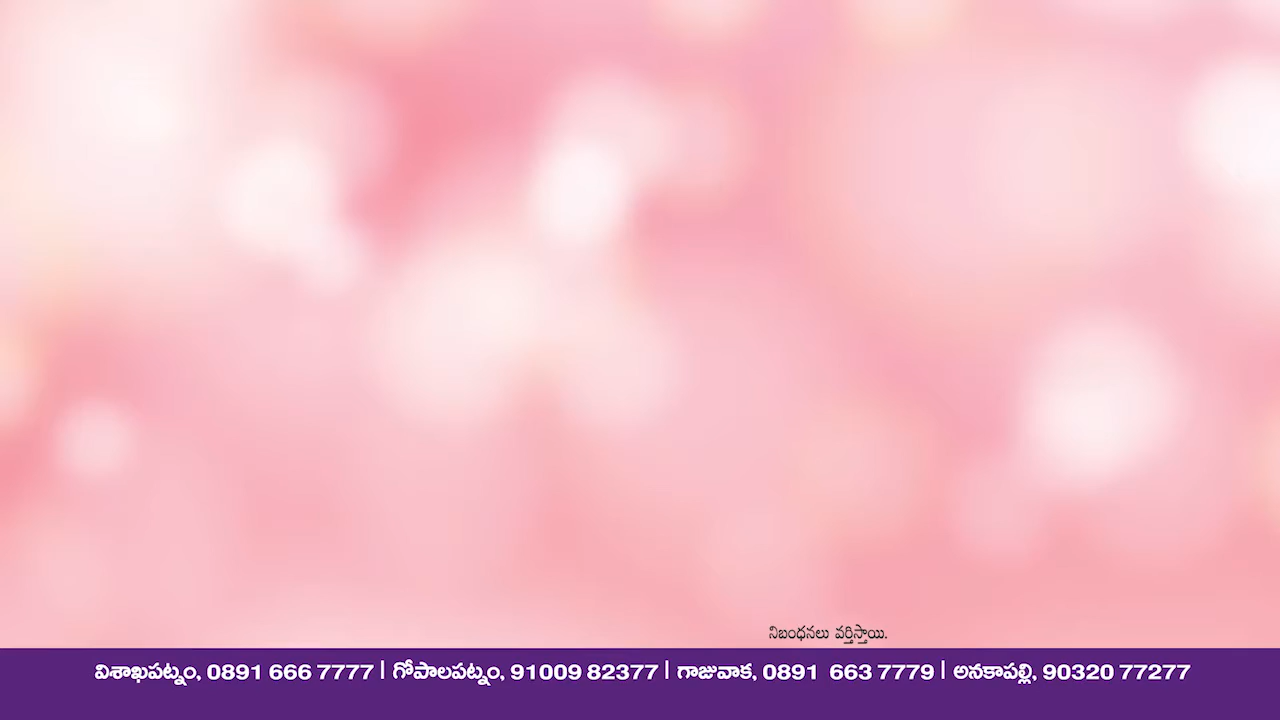 నిబంధనలు వర్తిస్తాయి.
విశాఖపట్నం, 0891 666 7777 | గోపాలపట్నం, 91009 82377 | గాజువాక, 0891 663 7779 | అనకాపల్లి, 90320 77277